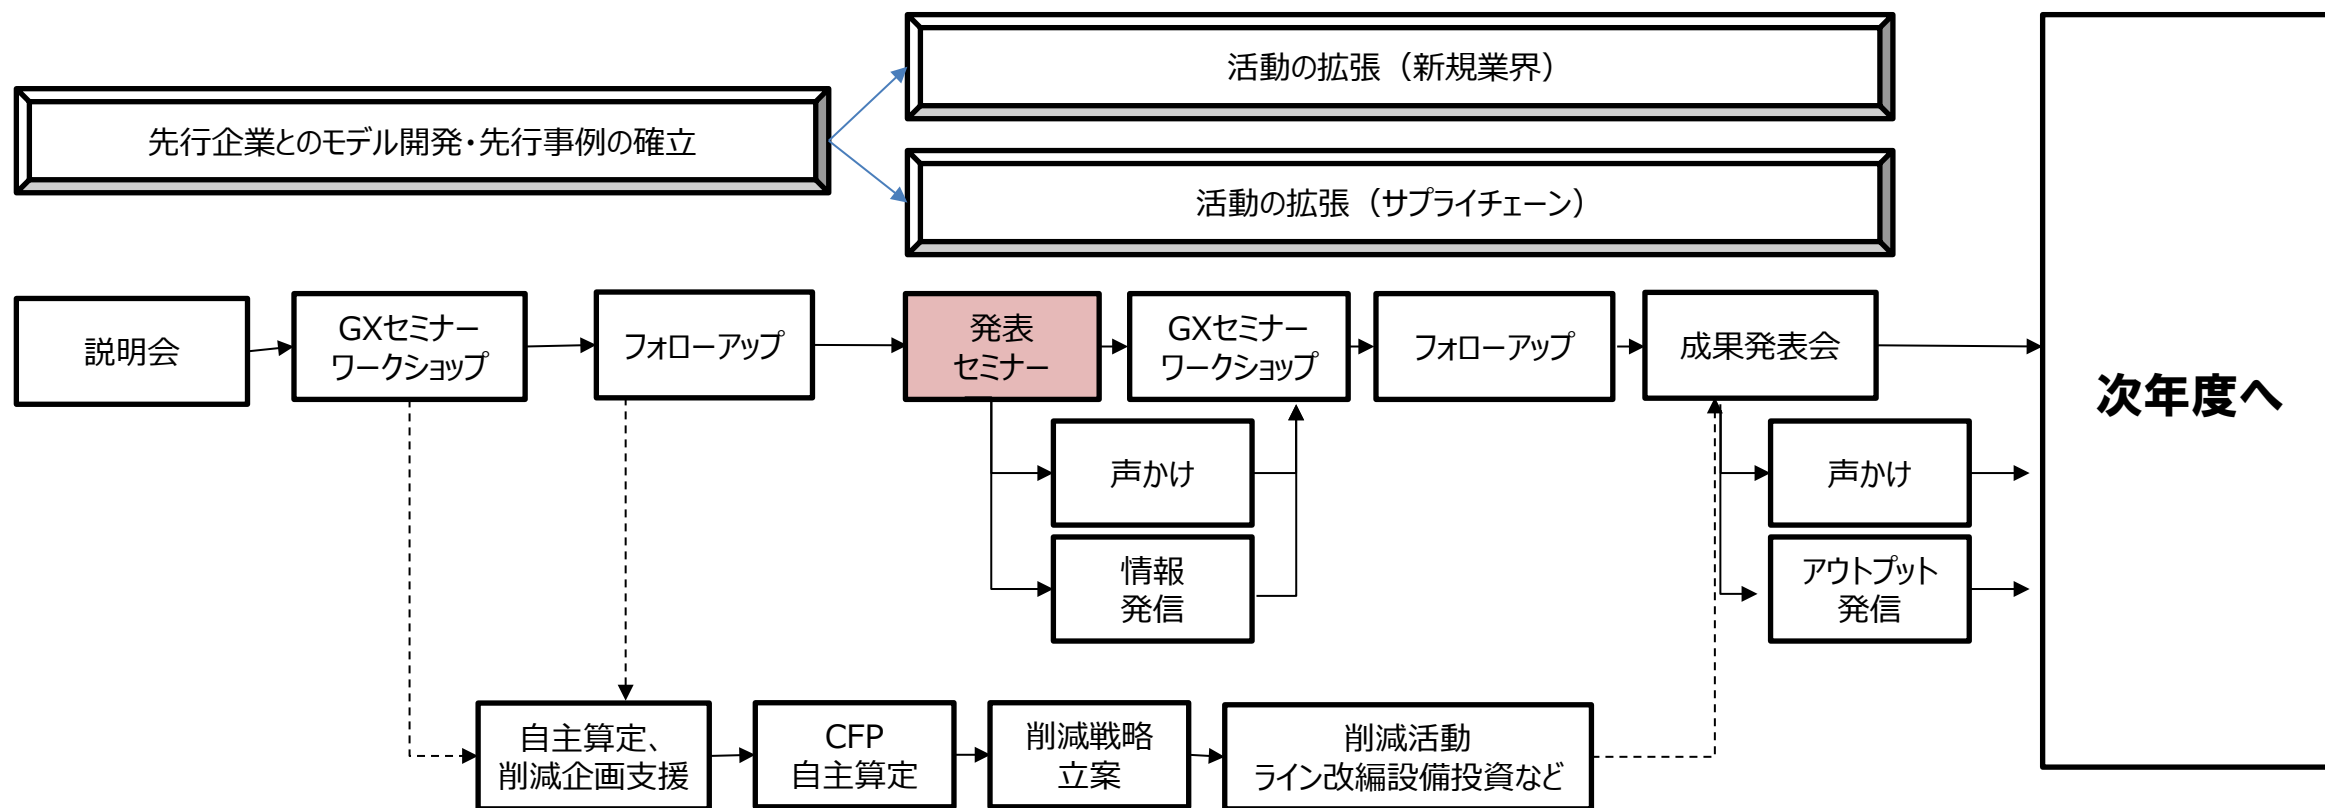 活動の拡張（新規業界）
先行企業とのモデル開発・先行事例の確立
活動の拡張（サプライチェーン）
説明会
GXセミナー
ワークショップ
フォローアップ
発表
セミナー
GXセミナー
ワークショップ
フォローアップ
成果発表会
次年度へ
声かけ
声かけ
情報
発信
アウトプット
発信
自主算定、
削減企画支援
CFP
自主算定
削減戦略
立案
削減活動
ライン改編設備投資など